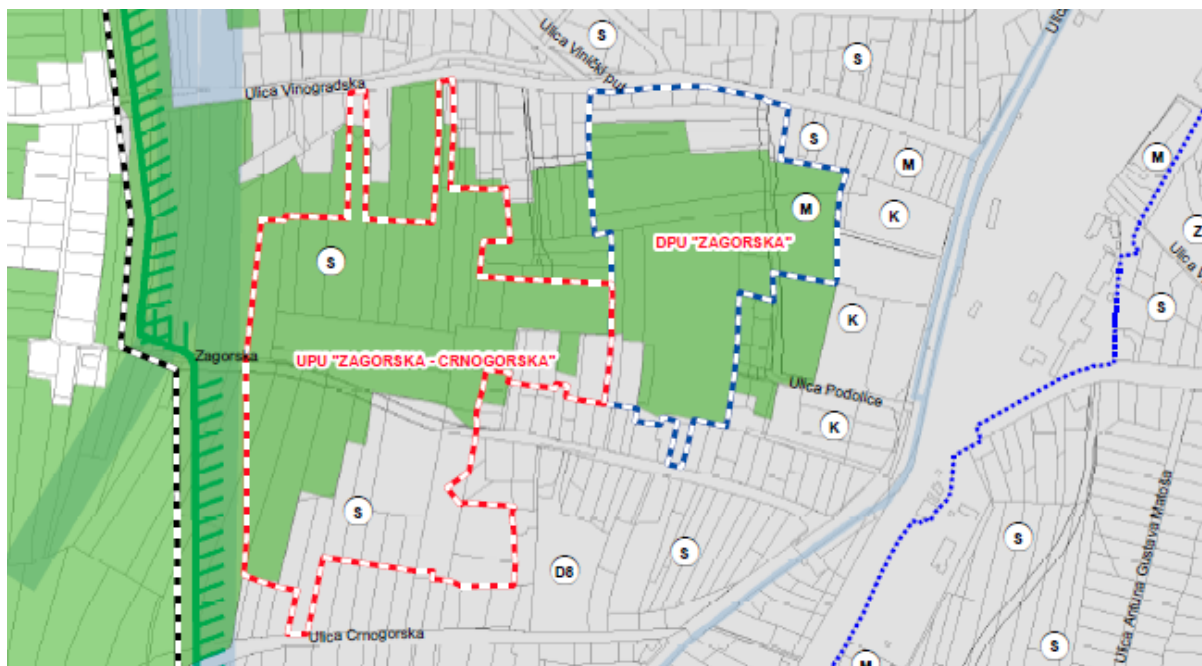 S
Ulica Vinički put
S
Ulica Vinogradska
M
S
M
M
K
Z
DPU "ZAGORSKA"
S
S
K
Zagorska
UPU "ZAGORSKA - CRNOGORSKA"
Ulica Podolice
K
S
S
S
D8
Ulica Antuna Gustava Matoša
Ulica Crnogorska
S
M